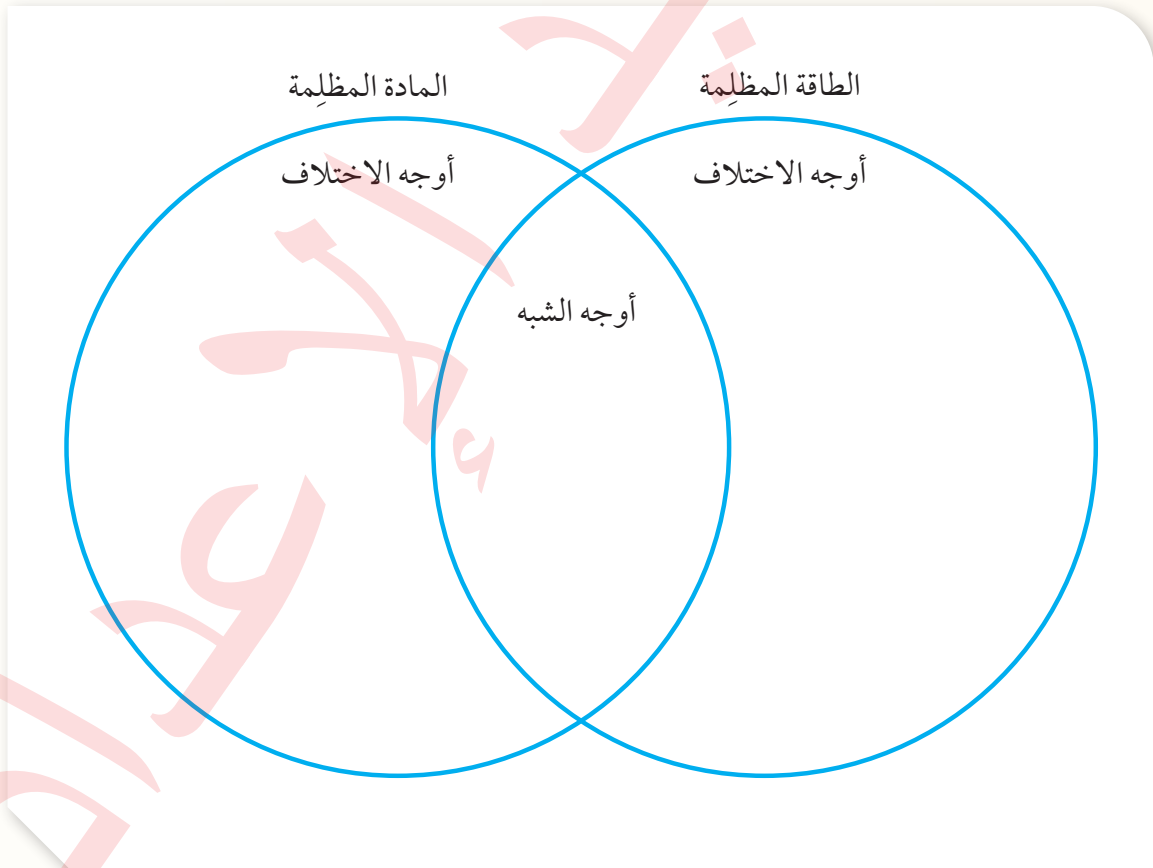 الطاقة المظلِمة
المادة المظلِمة
أوجه الاختلاف
أوجه الاختلاف
أوجه الشبه